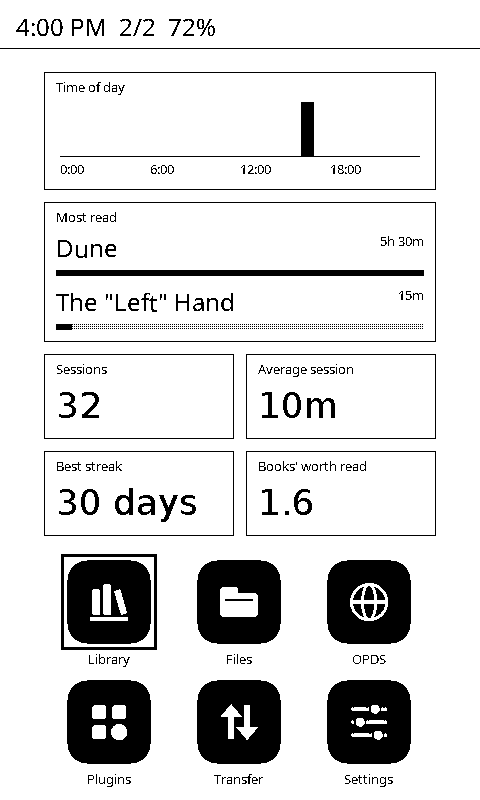 4:00 PM 2/2 72%
Time of day
0:00 6:00 12:00 18:00
Most read
Dune 5h 30m
The "Left" Hand 15m
Sessions Average session
32 10m
Best streak Books' worth read
30 days 1.6
Library Files OPDS
Plugins Transfer Settings